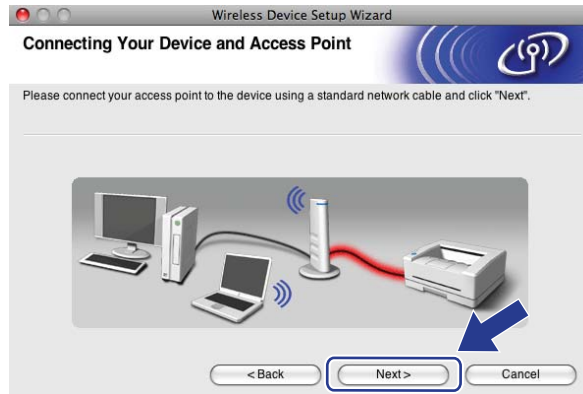 Wireless Device Setup Wizard
Connecting Your Device and Access Point
Please connect your access point to the device using a standard network cable and click "Next".
< Back Next > Cancel